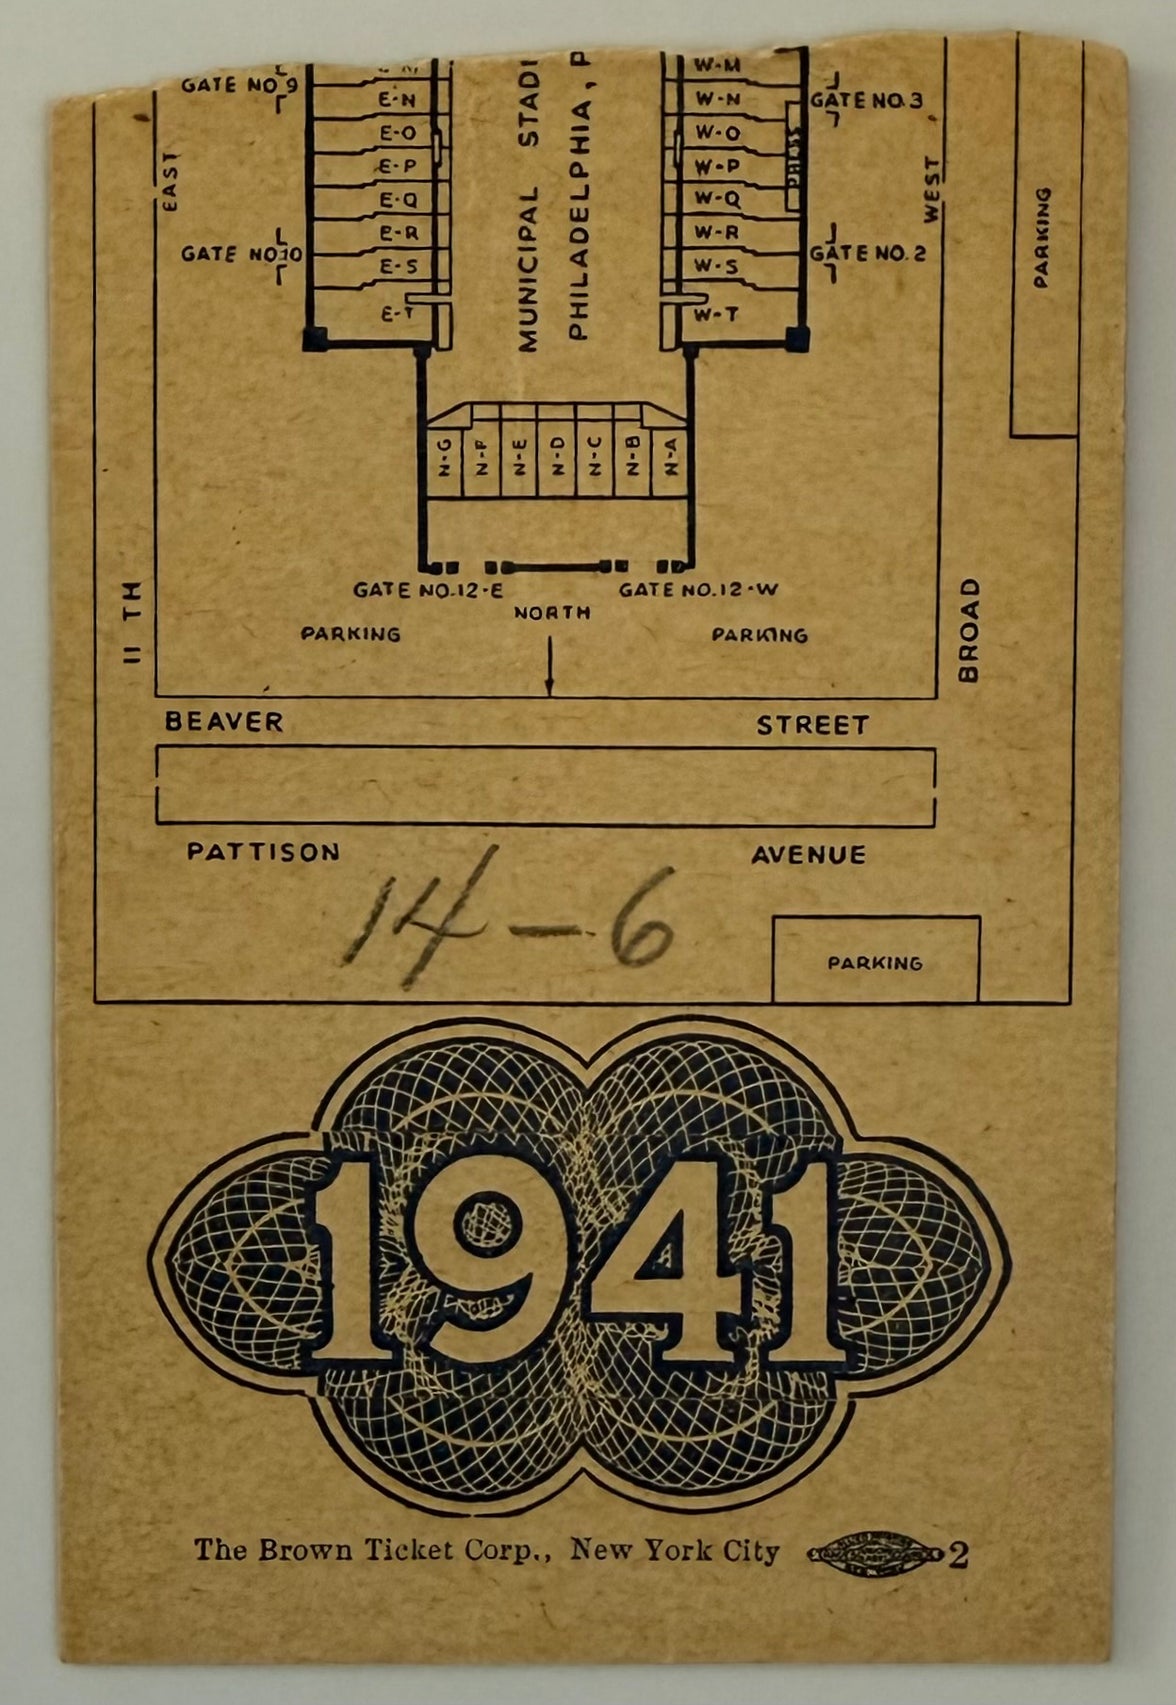 GATE NO 9
E-N
E-O
E-P
E-Q
E-R
E-S
E-T
EAST
GATE NO.10
MUNICIPAL STADI
PHILADELPHIA, P
W-M
W-N
W-O
W-P
W-Q
W-R
W-S
W-T
PRESS
GATE NO.3
GATE NO.2
WEST
PARKING
N-G
N-F
N-E
N-D
N-C
N-B
N-A
GATE NO.12-E
GATE NO.12-W
NORTH
PARKING
PARKING
11 TH
BROAD
BEAVER STREET
PATTISON AVENUE
14-6
PARKING
1941
The Brown Ticket Corp., New York City 2